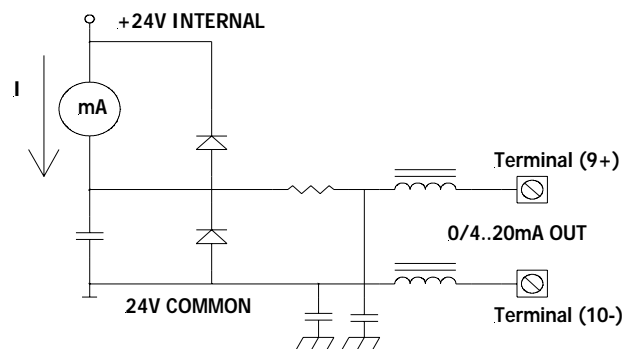 +24V INTERNAL
I
mA
Terminal (9+)
0/4..20mA OUT
24V COMMON
Terminal (10-)